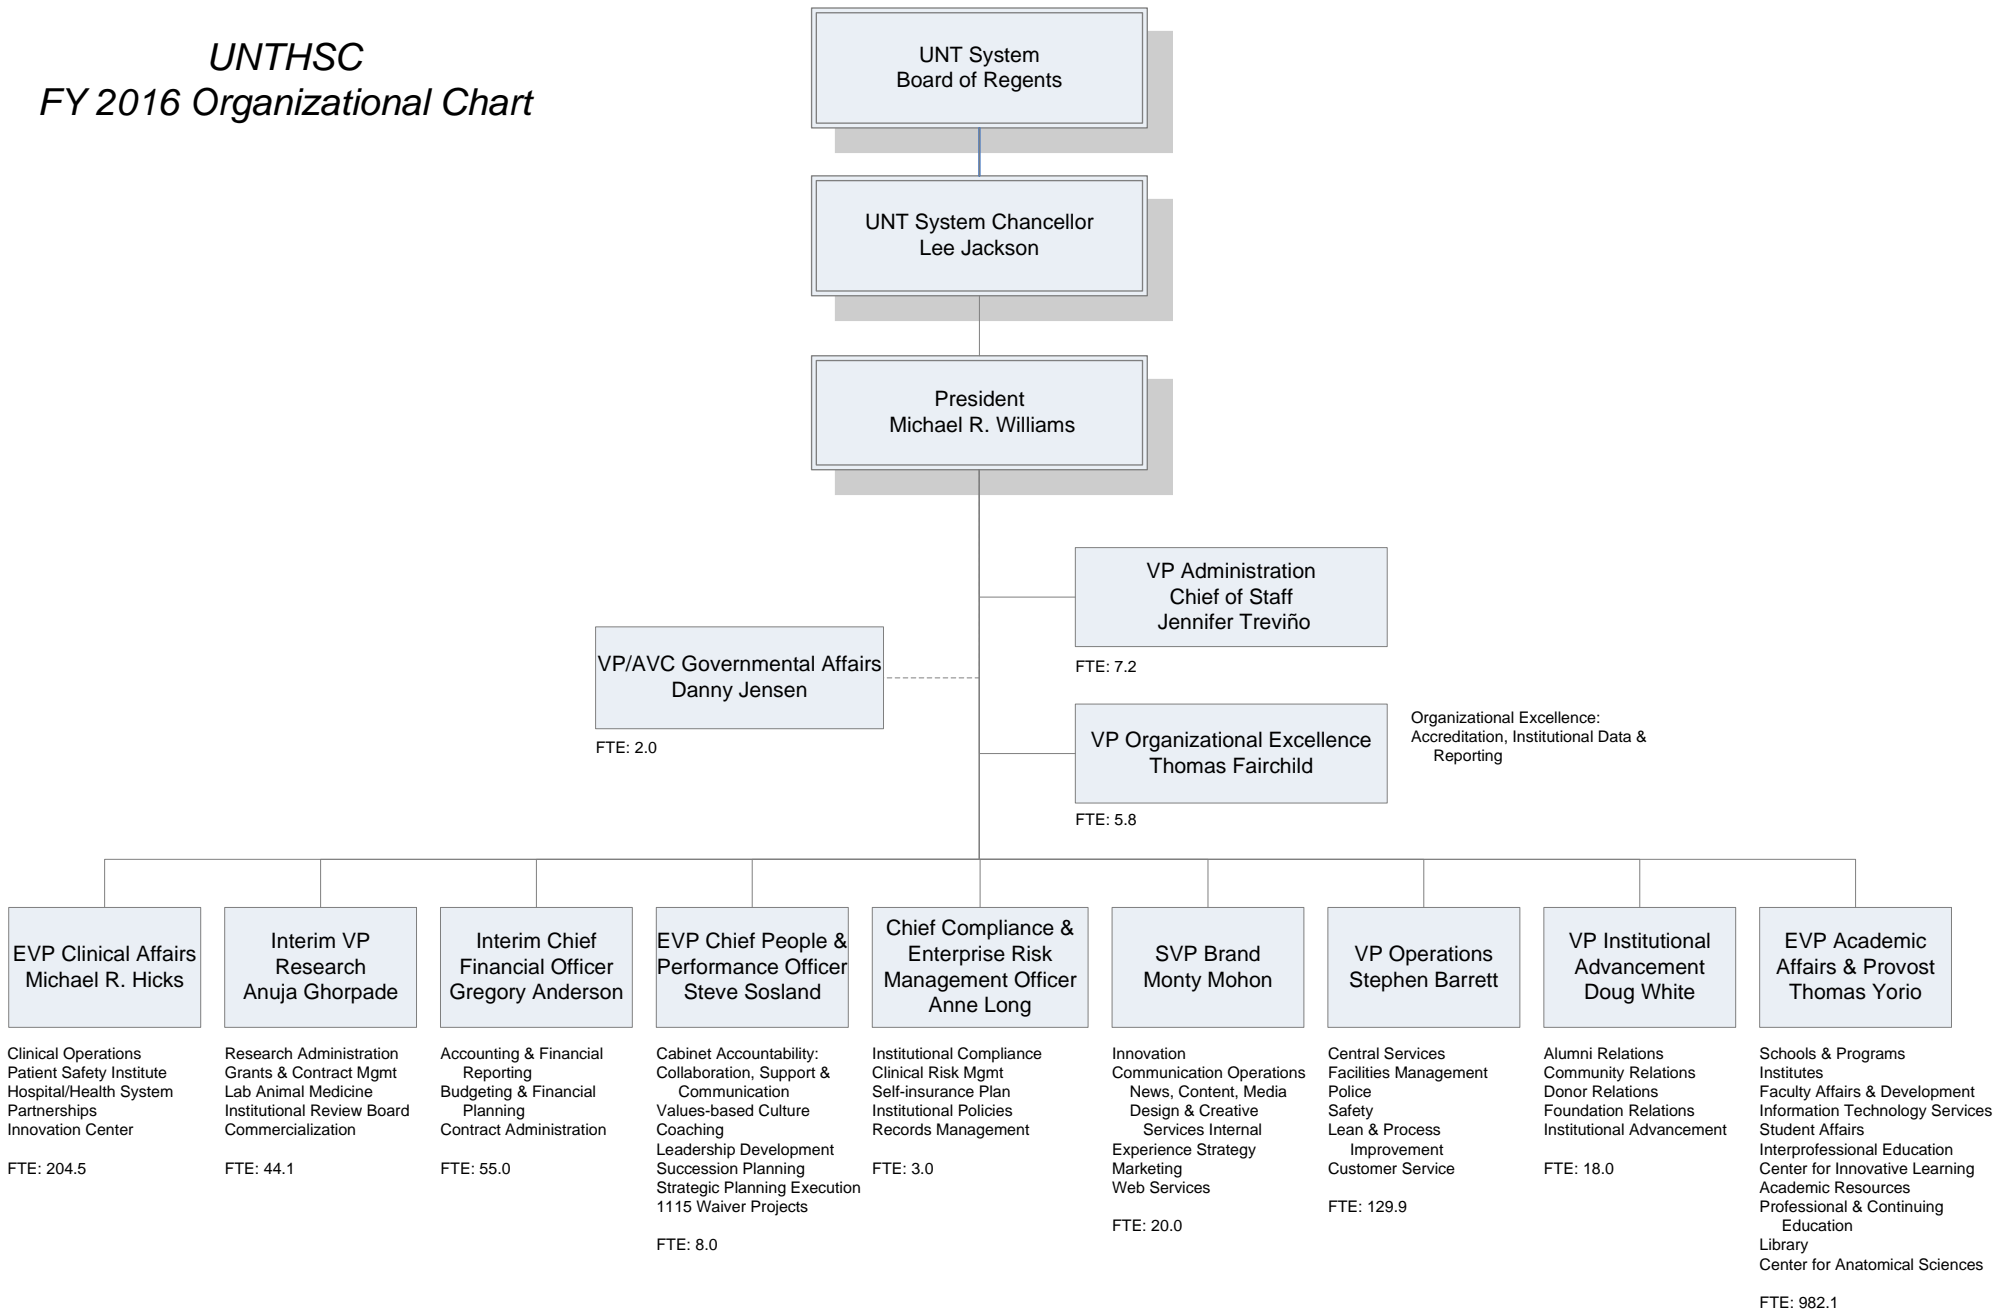 UNTHSC
FY 2016 Organizational Chart
UNT System
Board of Regents
UNT System Chancellor
Lee Jackson
President
Michael R. Williams
VP Administration
Chief of Staff
Jennifer Treviño
FTE: 7.2
VP/AVC Governmental Affairs
Danny Jensen
FTE: 2.0
VP Organizational Excellence
Thomas Fairchild
FTE: 5.8
Organizational Excellence:
Accreditation, Institutional Data &
Reporting
EVP Clinical Affairs
Michael R. Hicks
Clinical Operations
Patient Safety Institute
Hospital/Health System
Partnerships
Innovation Center
FTE: 204.5
Interim VP
Research
Anuja Ghorpade
Research Administration
Grants & Contract Mgmt
Lab Animal Medicine
Institutional Review Board
Commercialization
FTE: 44.1
Interim Chief
Financial Officer
Gregory Anderson
Accounting & Financial
Reporting
Budgeting & Financial
Planning
Contract Administration
FTE: 55.0
EVP Chief People &
Performance Officer
Steve Sosland
Cabinet Accountability:
Collaboration, Support &
Communication
Values-based Culture
Coaching
Leadership Development
Succession Planning
Strategic Planning Execution
1115 Waiver Projects
FTE: 8.0
Chief Compliance &
Enterprise Risk
Management Officer
Anne Long
Institutional Compliance
Clinical Risk Mgmt
Self-insurance Plan
Institutional Policies
Records Management
FTE: 3.0
SVP Brand
Monty Mohon
Innovation
Communication Operations
News, Content, Media
Design & Creative
Services Internal
Experience Strategy
Marketing
Web Services
FTE: 20.0
VP Operations
Stephen Barrett
Central Services
Facilities Management
Police
Safety
Lean & Process
Improvement
Customer Service
FTE: 129.9
VP Institutional
Advancement
Doug White
Alumni Relations
Community Relations
Donor Relations
Foundation Relations
Institutional Advancement
FTE: 18.0
EVP Academic
Affairs & Provost
Thomas Yorio
Schools & Programs
Institutes
Faculty Affairs & Development
Information Technology Services
Student Affairs
Interprofessional Education
Center for Innovative Learning
Academic Resources
Professional & Continuing
Education
Library
Center for Anatomical Sciences
FTE: 982.1